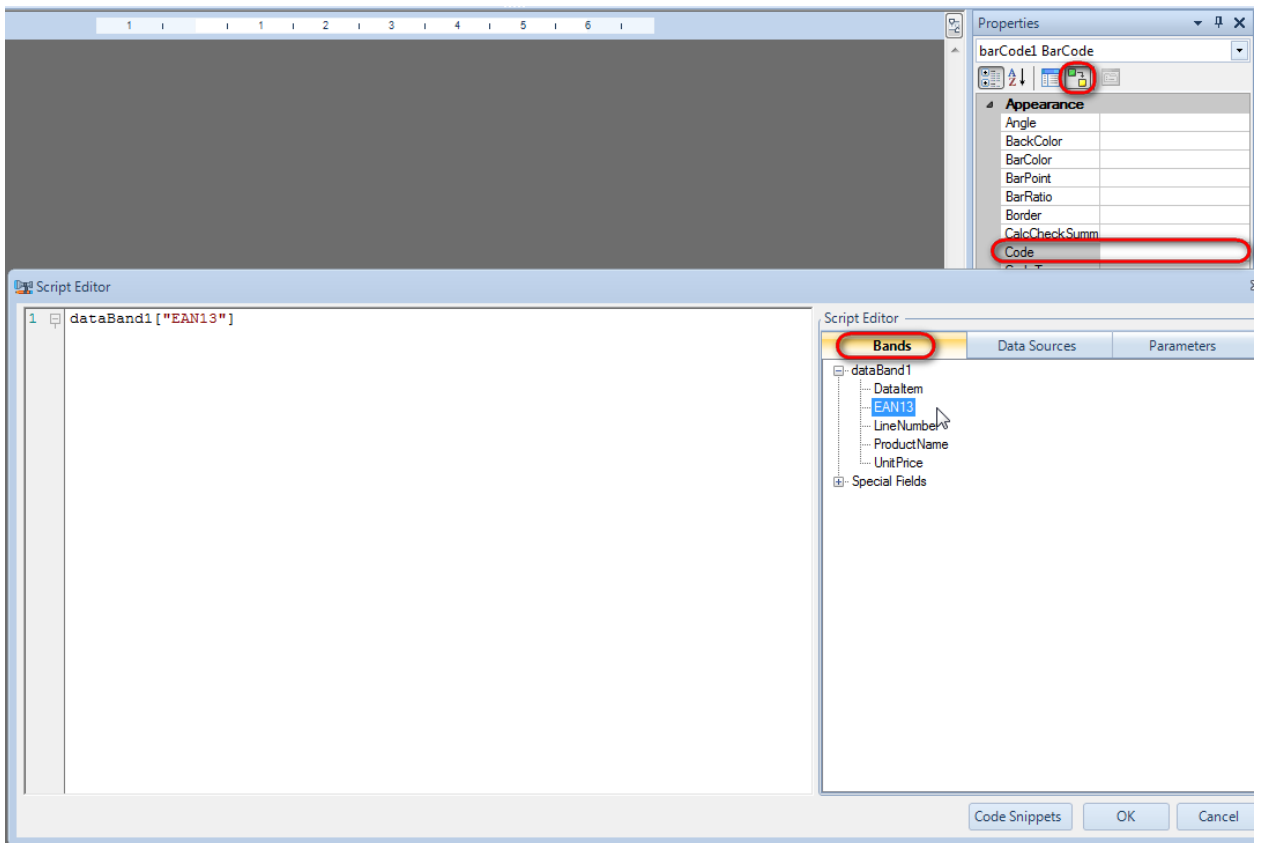 1 1 2 3 4 5 6
Properties
barCode1 BarCode
Appearance
Angle
BackColor
BarColor
BarPoint
BarRatio
Border
CalcCheckSumm
Code
Script Editor
1 dataBand1["EAN13"]
Script Editor
Bands Data Sources Parameters
dataBand1
DataItem
EAN13
LineNumber
ProductName
UnitPrice
Special Fields
Code Snippets OK Cancel